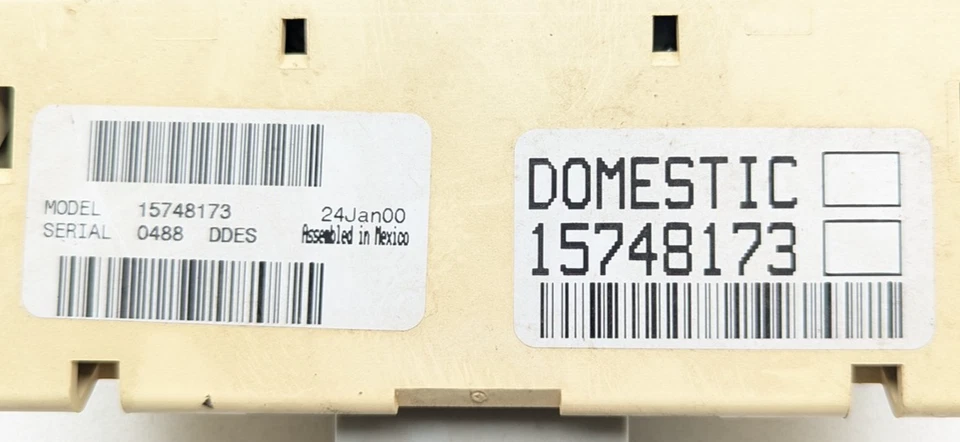 MODEL 15748173
24Jan00
SERIAL 0488 DDES
Assembled in Mexico
DOMESTIC
15748173